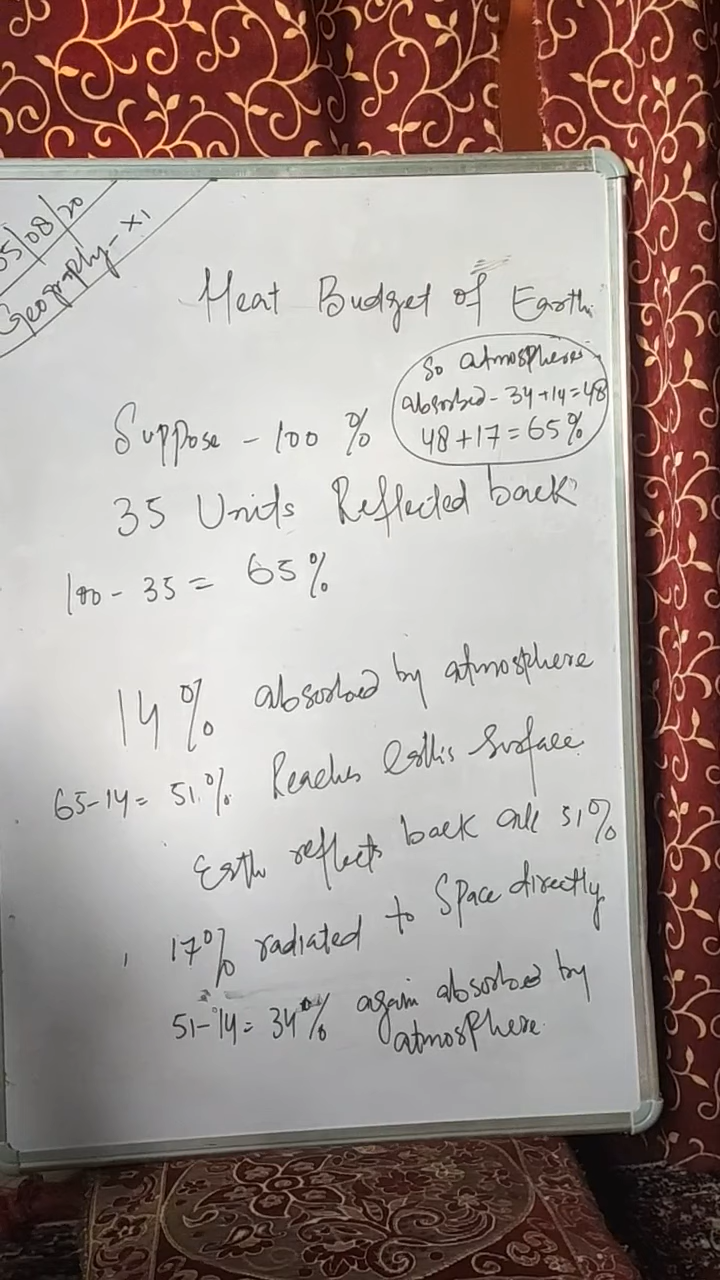 05/08/20
Geography-XI
Heat Budget of Earth
So atmosphere
absorbed - 34+14=48
48+17=65%
Suppose - 100 %
35 Units Reflected back
100 - 35 = 65%
14% absorbed by atmosphere
65-14= 51% Reaches Eaths Surface
Earth reflects back all 51%
17% radiated to Space directly
51-14= 34% again absorbed by
atmosphere